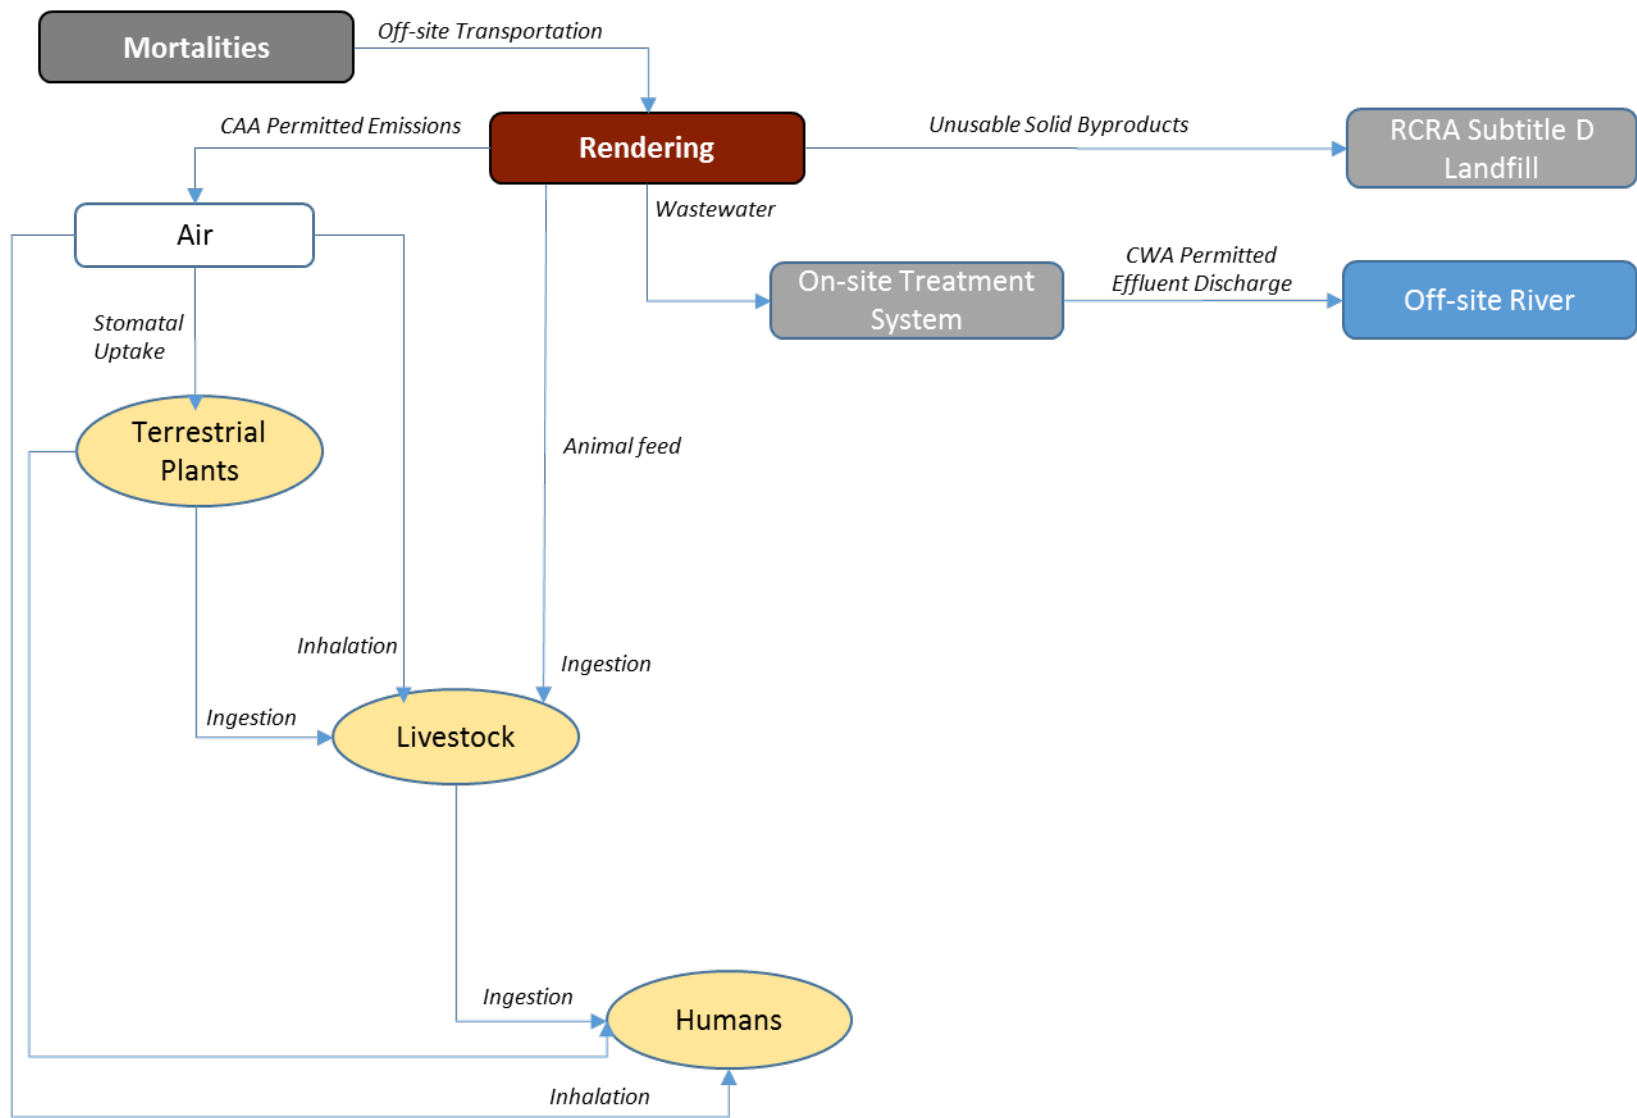 Mortalities
Off-site Transportation
CAA Permitted Emissions
Rendering
Unusable Solid Byproducts
RCRA Subtitle D
Landfill
Air
Wastewater
On-site Treatment
System
CWA Permitted
Effluent Discharge
Off-site River
Stomatal
Uptake
Terrestrial
Plants
Animal feed
Inhalation
Ingestion
Ingestion
Livestock
Ingestion
Humans
Inhalation